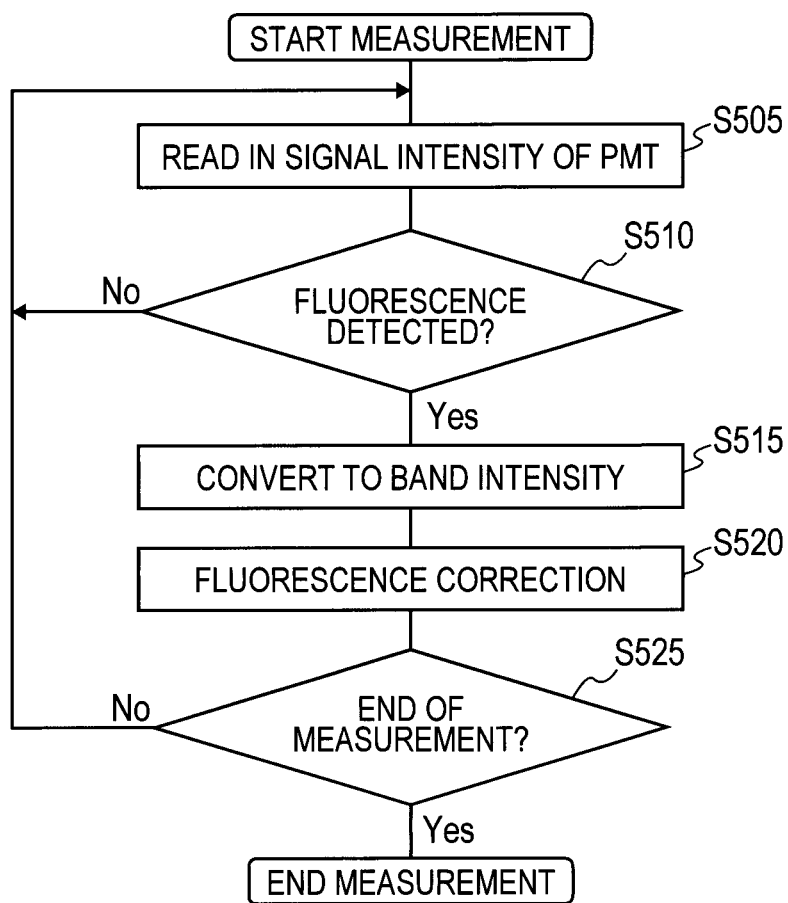 START MEASUREMENT
S505
READ IN SIGNAL INTENSITY OF PMT
S510
No
FLUORESCENCE
DETECTED?
Yes
S515
CONVERT TO BAND INTENSITY
S520
FLUORESCENCE CORRECTION
S525
No
END OF
MEASUREMENT?
Yes
END MEASUREMENT